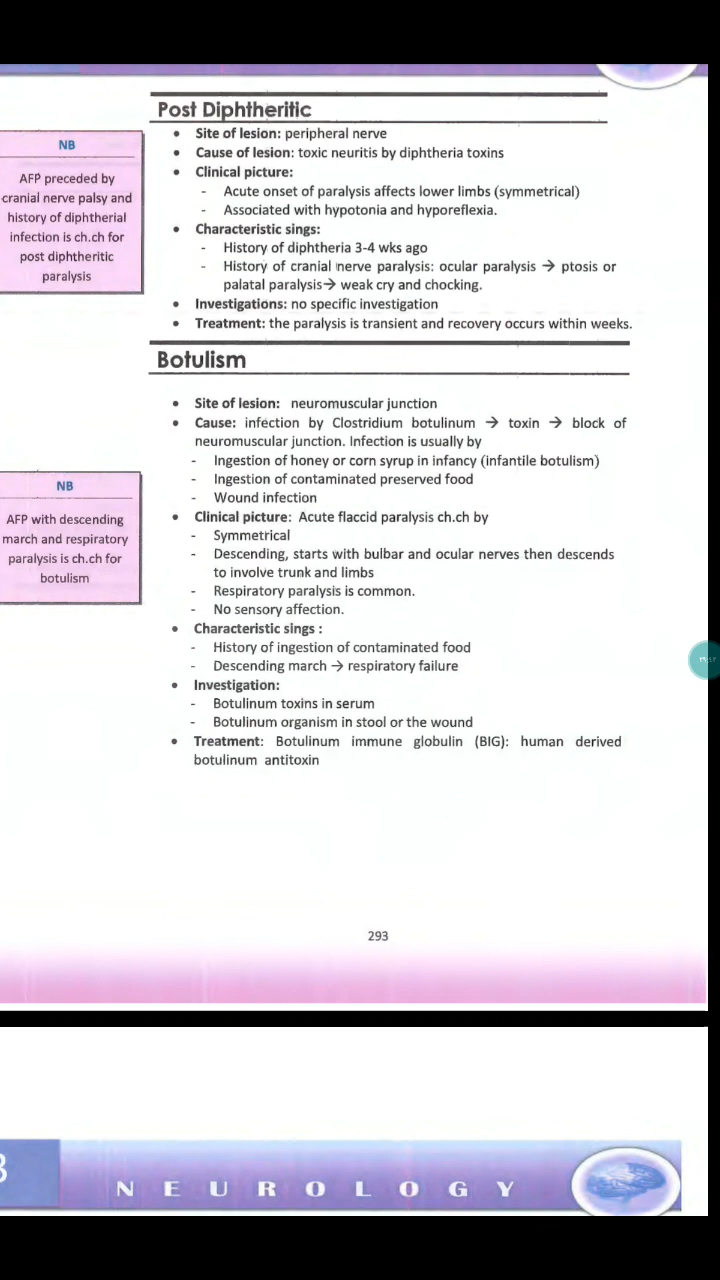 Post Diphtheritic
• Site of lesion: peripheral nerve
• Cause of lesion: toxic neuritis by diphtheria toxins
• Clinical picture:
- Acute onset of paralysis affects lower limbs (symmetrical)
- Associated with hypotonia and hyporeflexia.
• Characteristic sings:
- History of diphtheria 3-4 wks ago
- History of cranial nerve paralysis: ocular paralysis → ptosis or
palatal paralysis→ weak cry and chocking.
• Investigations: no specific investigation
• Treatment: the paralysis is transient and recovery occurs within weeks.
NB
AFP preceded by
cranial nerve palsy and
history of diphtherial
infection is ch.ch for
post diphtheritic
paralysis
Botulism
• Site of lesion: neuromuscular junction
• Cause: infection by Clostridium botulinum → toxin → block of
neuromuscular junction. Infection is usually by
- Ingestion of honey or corn syrup in infancy (infantile botulism)
- Ingestion of contaminated preserved food
- Wound infection
• Clinical picture: Acute flaccid paralysis ch.ch by
- Symmetrical
- Descending, starts with bulbar and ocular nerves then descends
to involve trunk and limbs
- Respiratory paralysis is common.
- No sensory affection.
• Characteristic sings :
- History of ingestion of contaminated food
- Descending march → respiratory failure
• Investigation:
- Botulinum toxins in serum
- Botulinum organism in stool or the wound
• Treatment: Botulinum immune globulin (BIG): human derived
botulinum antitoxin
NB
AFP with descending
march and respiratory
paralysis is ch.ch for
botulism
293
NEUROLOGY